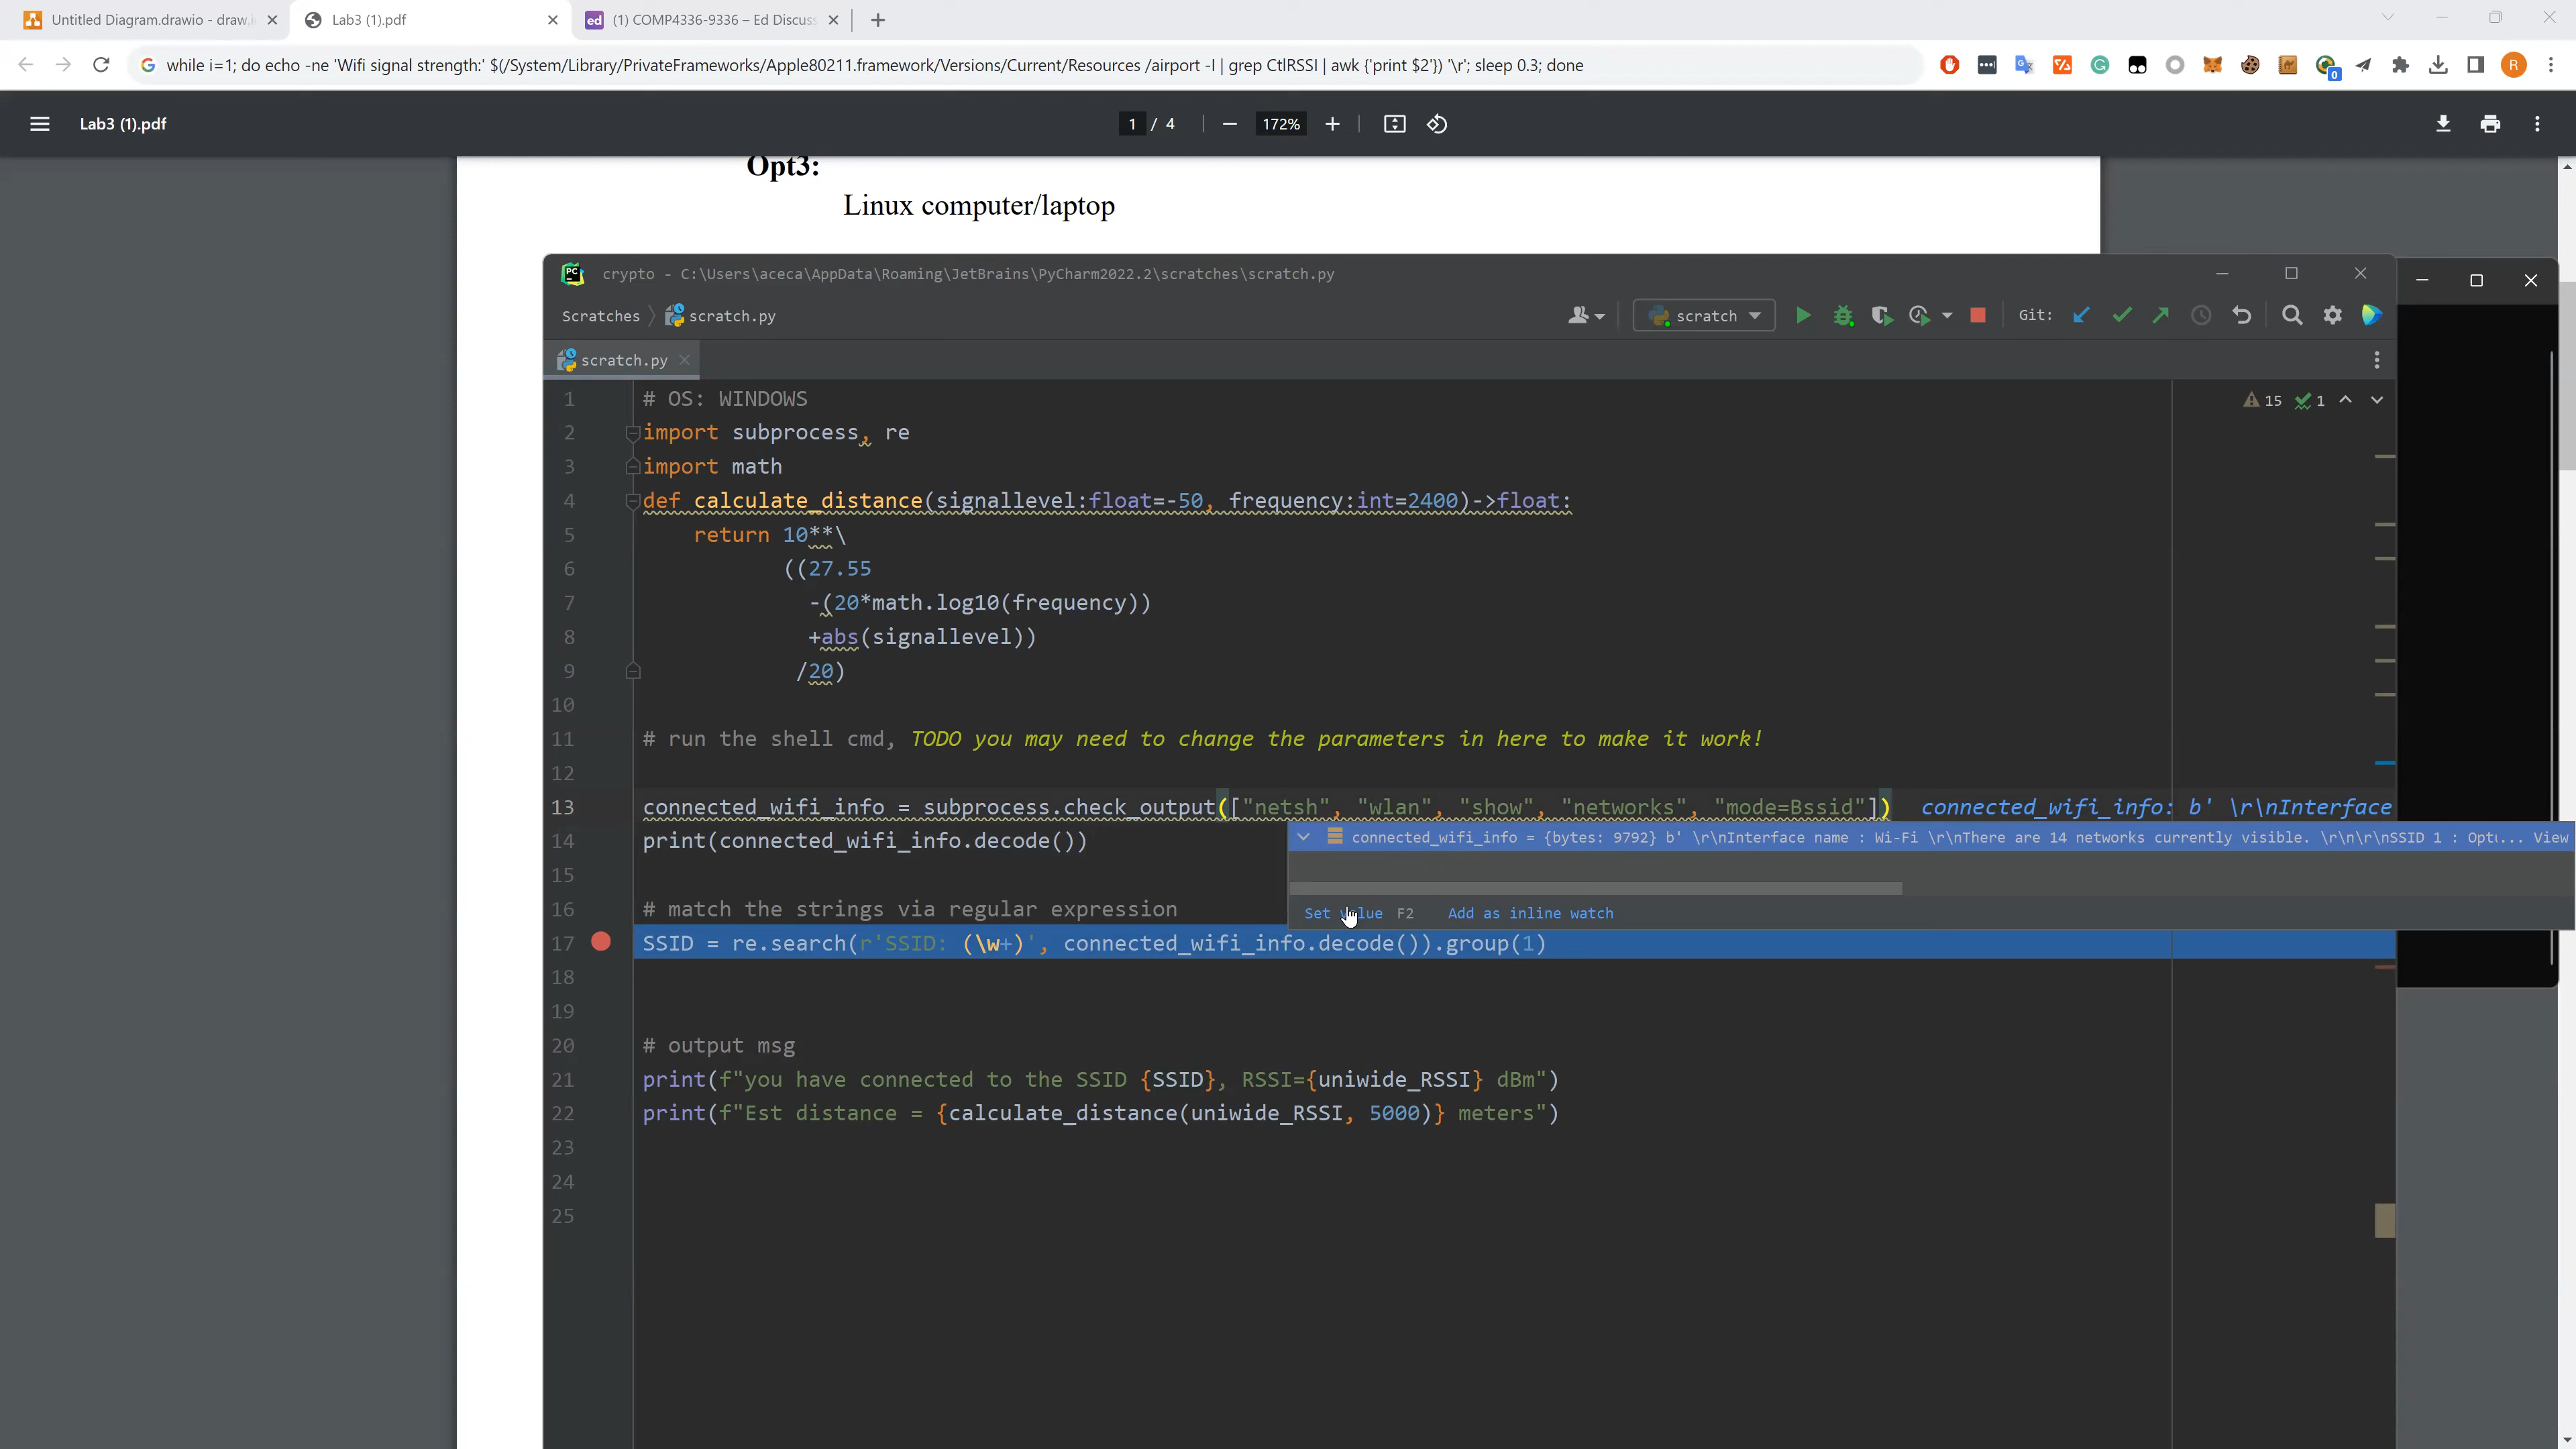 Untitled Diagram.drawio - draw.i
Lab3 (1).pdf
(1) COMP4336-9336 – Ed Discuss
while i=1; do echo -ne 'Wifi signal strength:' $(/System/Library/PrivateFrameworks/Apple80211.framework/Versions/Current/Resources /airport -I | grep CtlRSSI | awk {'print $2'}) '\r'; sleep 0.3; done
Lab3 (1).pdf
1 / 4
172%
Opt3:
Linux computer/laptop
crypto - C:\Users\aceca\AppData\Roaming\JetBrains\PyCharm2022.2\scratches\scratch.py
Scratches
scratch.py
scratch
Git:
scratch.py
15
1
1 # OS: WINDOWS
2 import subprocess, re
3 import math
4 def calculate_distance(signallevel:float=-50, frequency:int=2400)->float:
5 return 10**\
6 ((27.55
7 -(20*math.log10(frequency))
8 +abs(signallevel))
9 /20)
10
11 # run the shell cmd, TODO you may need to change the parameters in here to make it work!
12
13 connected_wifi_info = subprocess.check_output(["netsh", "wlan", "show", "networks", "mode=Bssid"]) connected_wifi_info: b' \r\nInterface
14 print(connected_wifi_info.decode())
connected_wifi_info = {bytes: 9792} b' \r\nInterface name : Wi-Fi \r\nThere are 14 networks currently visible. \r\n\r\nSSID 1 : Optu... View
15
16 # match the strings via regular expression
Set value F2 Add as inline watch
17 SSID = re.search(r'SSID: (\w+)', connected_wifi_info.decode()).group(1)
18
19
20 # output msg
21 print(f"you have connected to the SSID {SSID}, RSSI={uniwide_RSSI} dBm")
22 print(f"Est distance = {calculate_distance(uniwide_RSSI, 5000)} meters")
23
24
25